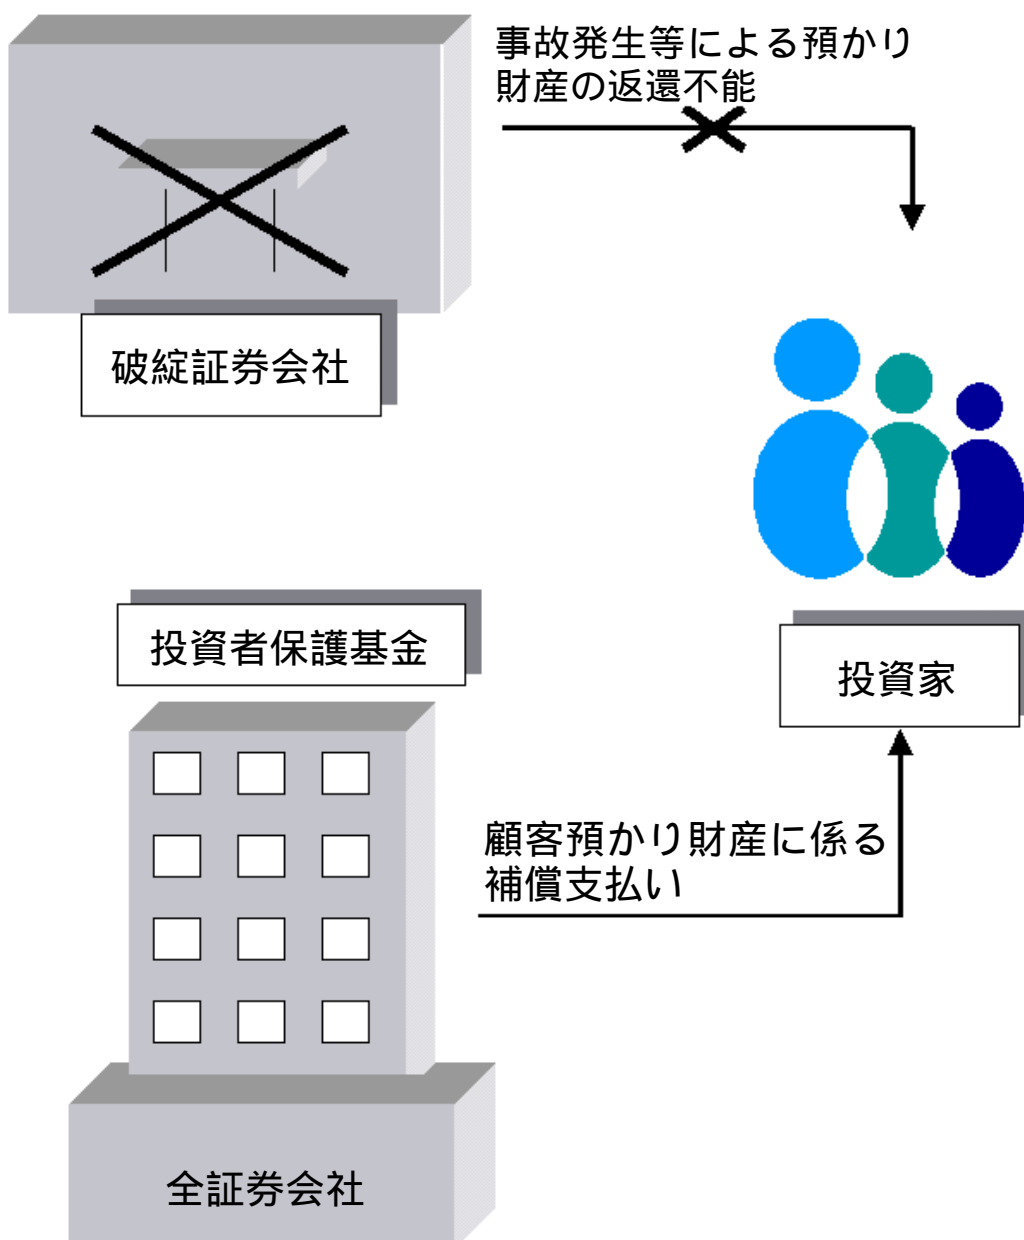 事故発生等による預かり
財産の返還不能
破綻証券会社
投資者保護基金
投資家
顧客預かり財産に係る
補償支払い
全証券会社